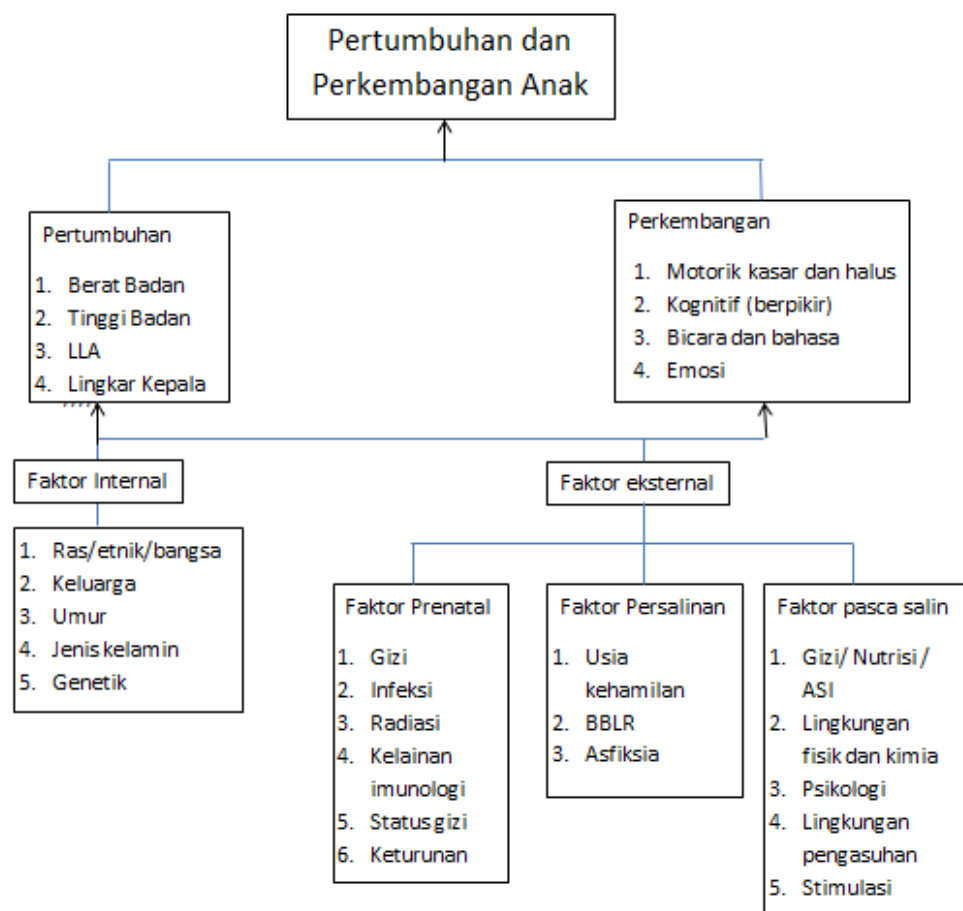 Pertumbuhan dan
Perkembangan Anak
Pertumbuhan
1. Berat Badan
2. Tinggi Badan
3. LLA
4. Lingkar Kepala
Perkembangan
1. Motorik kasar dan halus
2. Kognitif (berpikir)
3. Bicara dan bahasa
4. Emosi
Faktor Internal
1. Ras/etnik/bangsa
2. Keluarga
3. Umur
4. Jenis kelamin
5. Genetik
Faktor eksternal
Faktor Prenatal
1. Gizi
2. Infeksi
3. Radiasi
4. Kelainan
imunologi
5. Status gizi
6. Keturunan
Faktor Persalinan
1. Usia
kehamilan
2. BBLR
3. Asfiksia
Faktor pasca salin
1. Gizi/ Nutrisi /
ASI
2. Lingkungan
fisik dan kimia
3. Psikologi
4. Lingkungan
pengasuhan
5. Stimulasi